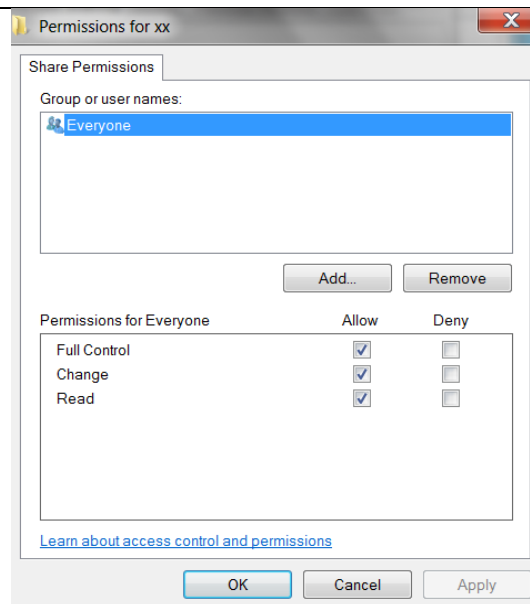 Permissions for xx
Share Permissions
Group or user names:
Everyone
Add... Remove
Permissions for Everyone Allow Deny
Full Control
Change
Read
Learn about access control and permissions
OK Cancel Apply